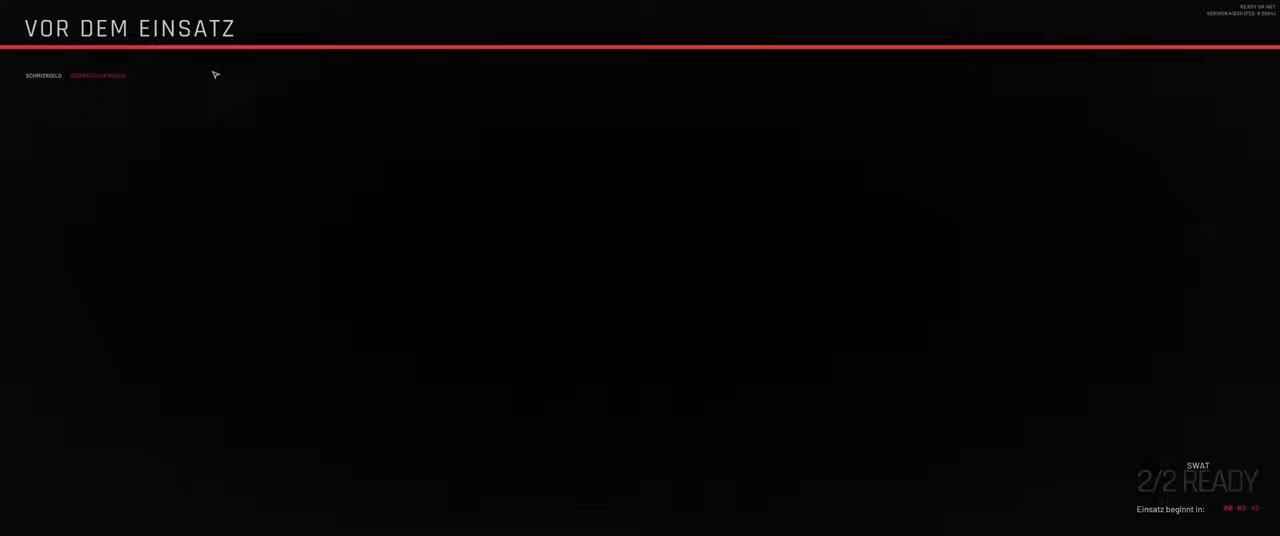 VOR DEM EINSATZ
READY OR NOT
SCHMIERGELD
SWAT
2/2 READY
Einsatz beginnt in: